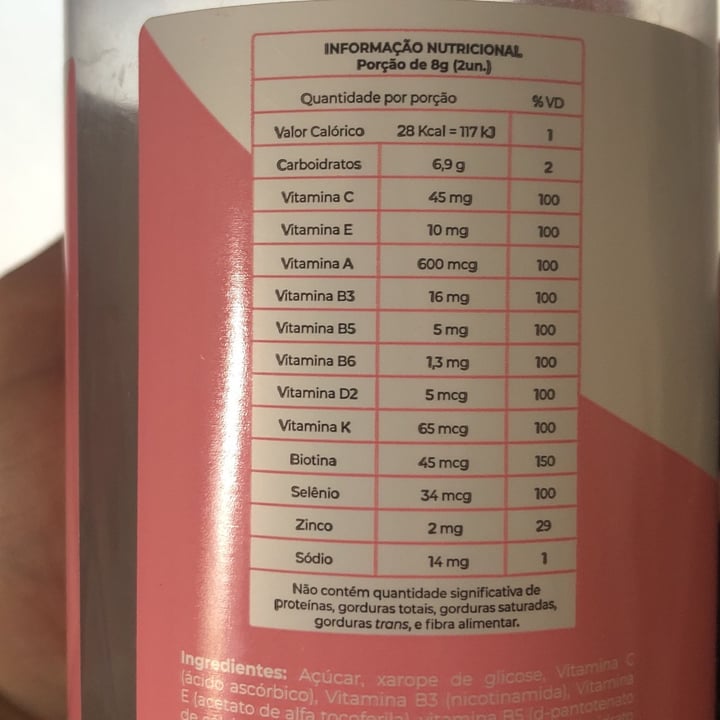 INFORMAÇÃO NUTRICIONAL
Porção de 8g (2un.)
Quantidade por porção %VD
Valor Calórico 28 Kcal = 117 kJ 1
Carboidratos 6,9 g 2
Vitamina C 45 mg 100
Vitamina E 10 mg 100
Vitamina A 600 mcg 100
Vitamina B3 16 mg 100
Vitamina B5 5 mg 100
Vitamina B6 1,3 mg 100
Vitamina D2 5 mcg 100
Vitamina K 65 mcg 100
Biotina 45 mcg 150
Selênio 34 mcg 100
Zinco 2 mg 29
Sódio 14 mg 1
Não contém quantidade significativa de
proteínas, gorduras totais, gorduras saturadas,
gorduras trans, e fibra alimentar.
Ingredientes: Açúcar, xarope de glicose, Vitamina C
(ácido ascórbico), Vitamina B3 (nicotinamida), Vitamina
E (acetato de alfa tocoferila), vitamina B5 (d-pantotenato
de